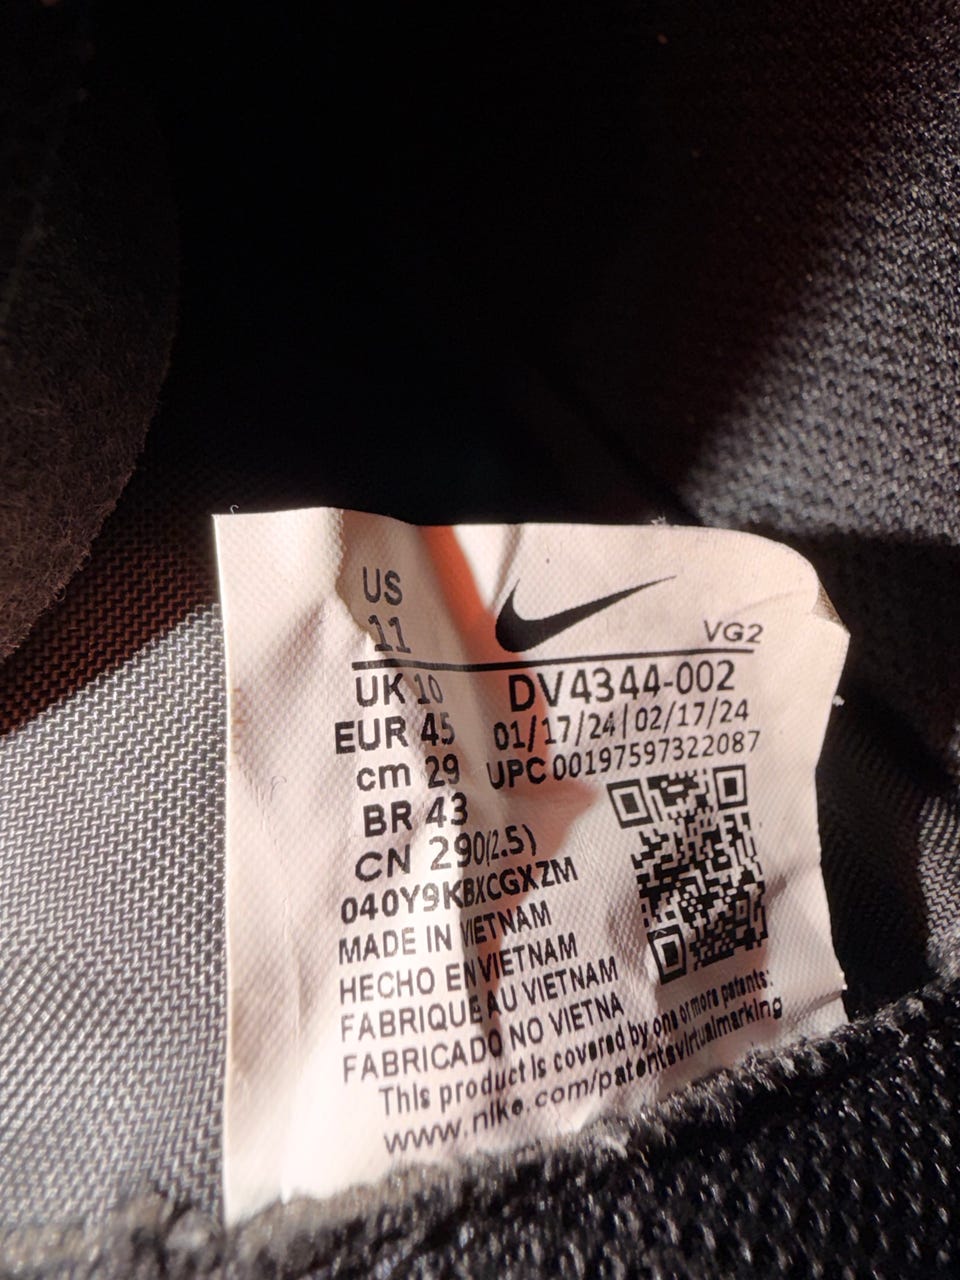 US
11
VG2
UK 10 DV4344-002
EUR 45 01/17/24|02/17/24
cm 29 UPC 00197597322087
BR 43
CN 290(2.5)
040Y9KBXCGXZM
MADE IN VIETNAM
HECHO EN VIETNAM
FABRIQUE AU VIETNAM
FABRICADO NO VIETNA
This product is covered by one or more patents:
www.nike.com/patentsvirtualmarking